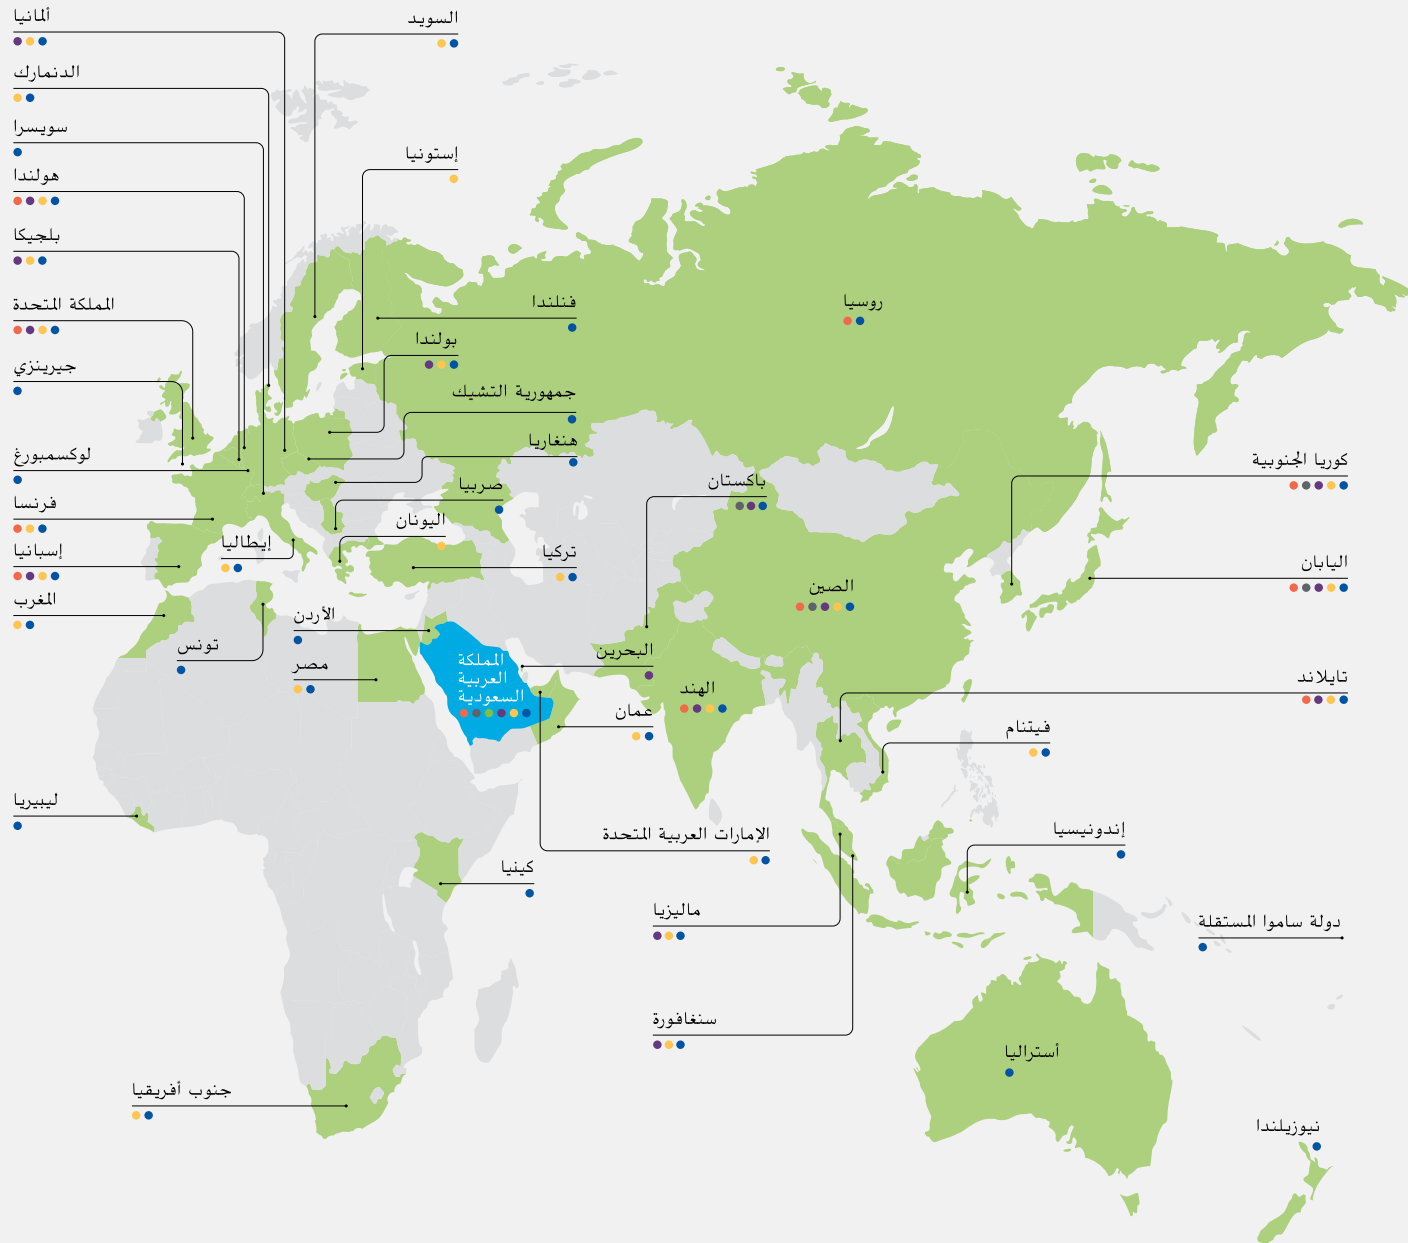 ألمانيا
السويد
الدنمارك
سويسرا
إستونيا
هولندا
بلجيكا
المملكة المتحدة
فنلندا
روسيا
بولندا
جيرينزي
جمهورية التشيك
هنغاريا
لوكسمبورغ
كوريا الجنوبية
صربيا
باكستان
فرنسا
اليونان
إيطاليا
إسبانيا
تركيا
اليابان
الصين
المغرب
الأردن
تونس
البحرين
مصر
المملكة
العربية
السعودية
الهند
تايلاند
عمان
فيتنام
ليبيريا
الإمارات العربية المتحدة
إندونيسيا
كينيا
ماليزيا
دولة ساموا المستقلة
سنغافورة
أستراليا
جنوب أفريقيا
نيوزيلندا